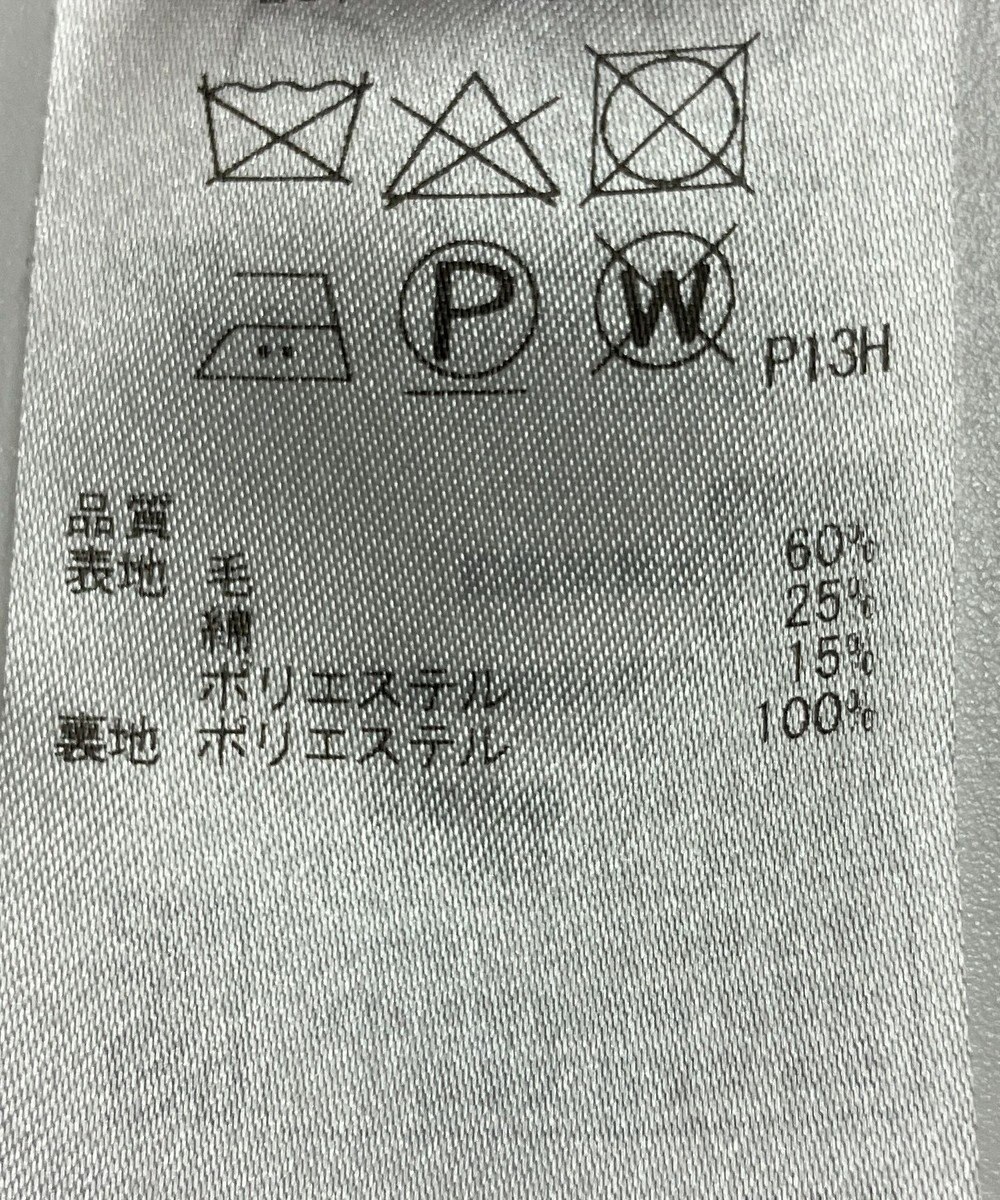 P W P13H
品質
表地 毛 60%
綿 25%
ポリエステル 15%
裏地 ポリエステル 100%